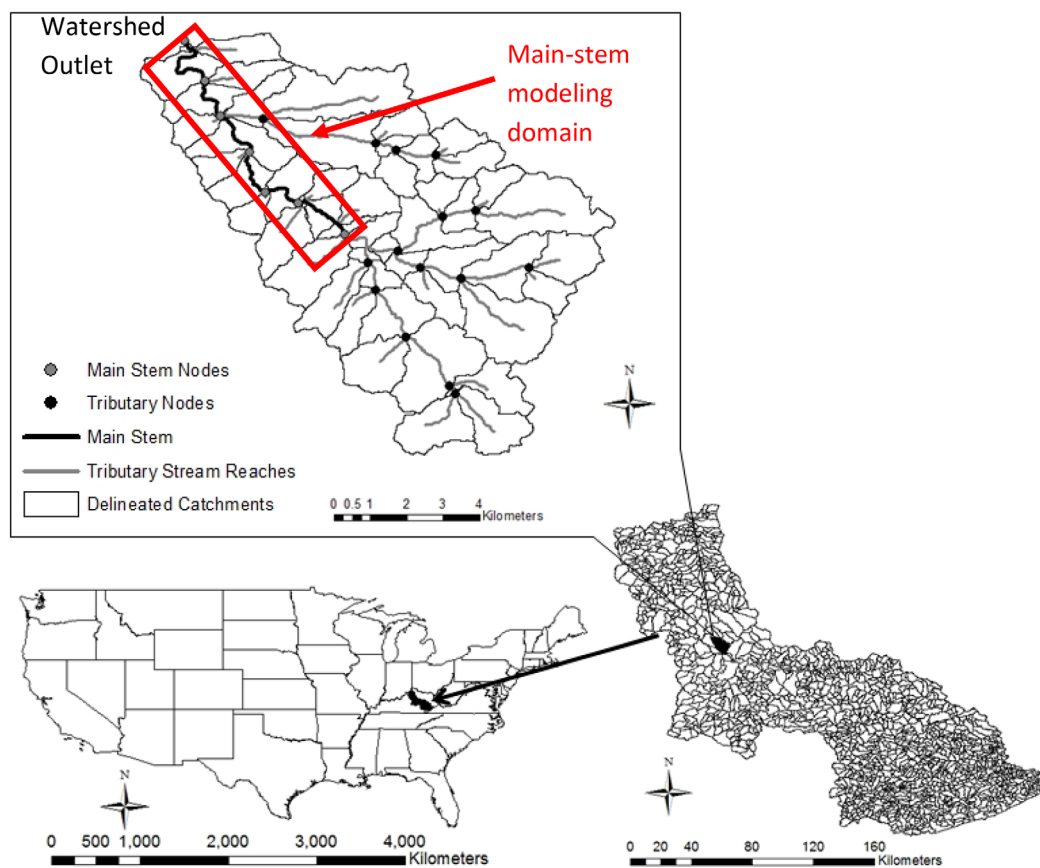 Watershed
Outlet
Main-stem
modeling
domain
Main Stem Nodes
Tributary Nodes
Main Stem
Tributary Stream Reaches
Delineated Catchments
N
0 0.5 1 2 3 4
Kilometers
N
0 500 1,000 2,000 3,000 4,000
Kilometers
N
0 20 40 80 120 160
Kilometers